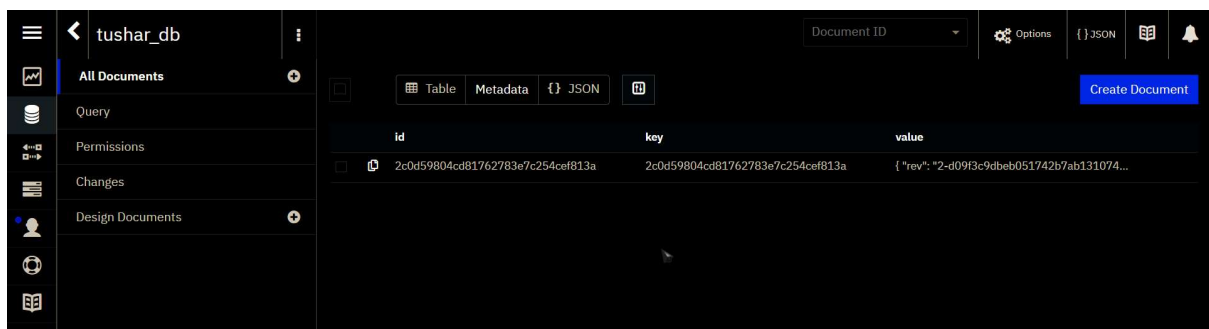 tushar_db
Document ID
Options
{ } JSON
All Documents
Query
Permissions
Changes
Design Documents
Table
Metadata
{} JSON
Create Document
id key value
2c0d59804cd81762783e7c254cef813a 2c0d59804cd81762783e7c254cef813a { "rev": "2-d09f3c9dbeb051742b7ab131074...